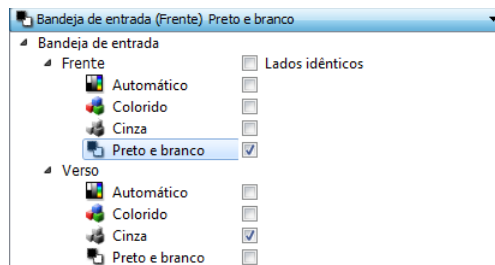 Bandeja de entrada (Frente) Preto e branco
Bandeja de entrada
Frente Lados idênticos
Automático
Colorido
Cinza
Preto e branco
Verso
Automático
Colorido
Cinza
Preto e branco